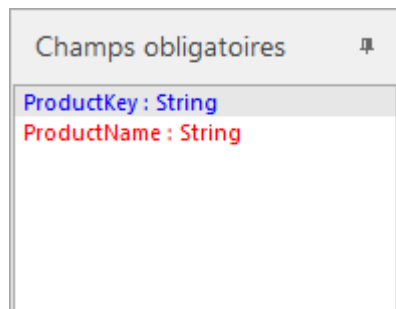 Champs obligatoires
ProductKey : String
ProductName : String